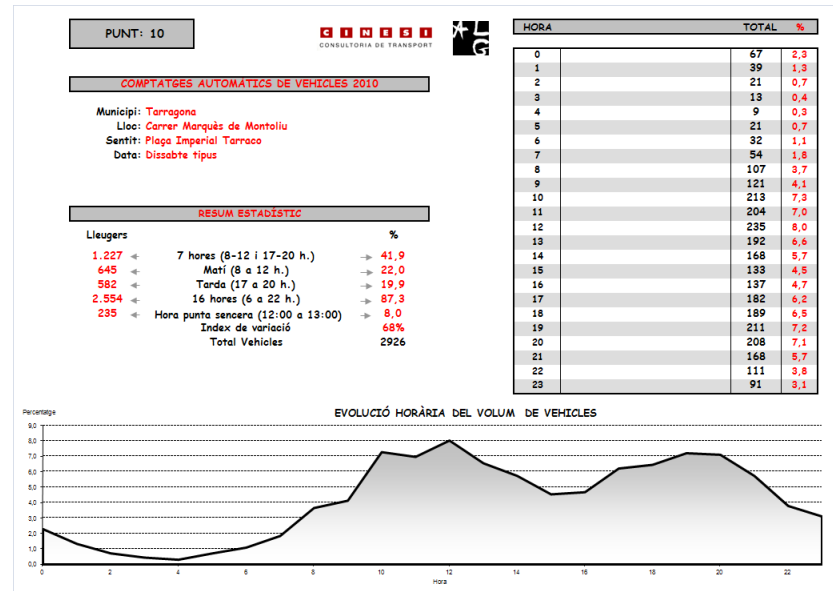 PUNT: 10
CINESI
CONSULTORIA DE TRANSPORT
ALG
COMPTATGES AUTOMÀTICS DE VEHICLES 2010
Municipi: Tarragona
Lloc: Carrer Marquès de Montoliu
Sentit: Plaça Imperial Tarraco
Data: Dissabte tipus
RESUM ESTADÍSTIC
Lleugers %
1.227 7 hores (8-12 i 17-20 h.) 41,9
645 Matí (8 a 12 h.) 22,0
582 Tarda (17 a 20 h.) 19,9
2.554 16 hores (6 a 22 h.) 87,3
235 Hora punta sencera (12:00 a 13:00) 8,0
Index de variació 68%
Total Vehicles 2926
HORA TOTAL %
0 67 2,3
1 39 1,3
2 21 0,7
3 13 0,4
4 9 0,3
5 21 0,7
6 32 1,1
7 54 1,8
8 107 3,7
9 121 4,1
10 213 7,3
11 204 7,0
12 235 8,0
13 192 6,6
14 168 5,7
15 133 4,5
16 137 4,7
17 182 6,2
18 189 6,5
19 211 7,2
20 208 7,1
21 168 5,7
22 111 3,8
23 91 3,1
Percentatge
EVOLUCIÓ HORÀRIA DEL VOLUM DE VEHICLES
9,0
8,0
7,0
6,0
5,0
4,0
3,0
2,0
1,0
0,0
0 2 4 6 8 10 12 14 16 18 20 22
Hora